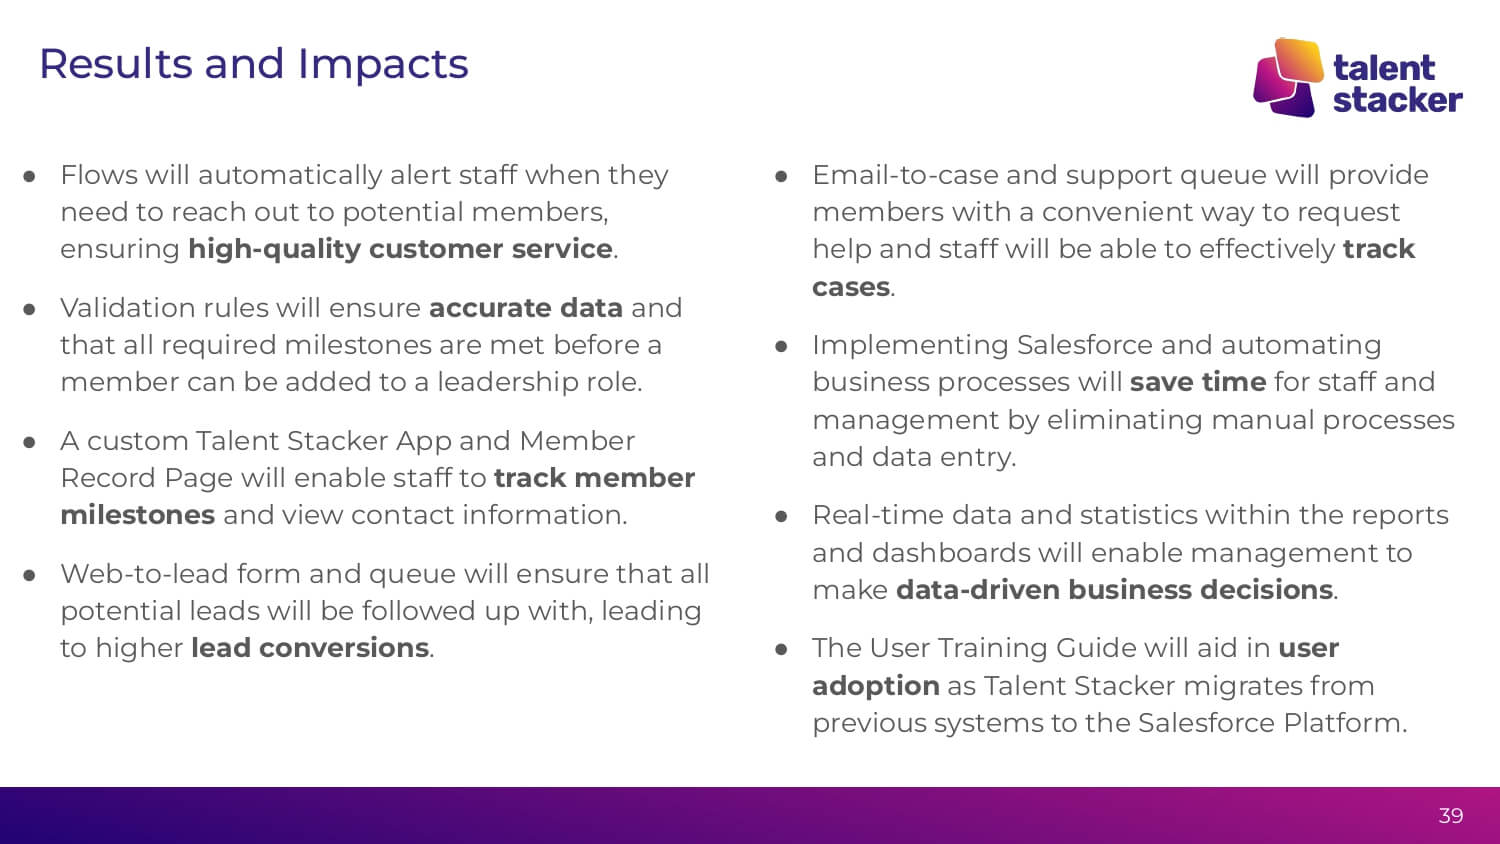 Results and Impacts
talent
stacker
● Flows will automatically alert staff when they
need to reach out to potential members,
ensuring high-quality customer service.
● Validation rules will ensure accurate data and
that all required milestones are met before a
member can be added to a leadership role.
● A custom Talent Stacker App and Member
Record Page will enable staff to track member
milestones and view contact information.
● Web-to-lead form and queue will ensure that all
potential leads will be followed up with, leading
to higher lead conversions.
● Email-to-case and support queue will provide
members with a convenient way to request
help and staff will be able to effectively track
cases.
● Implementing Salesforce and automating
business processes will save time for staff and
management by eliminating manual processes
and data entry.
● Real-time data and statistics within the reports
and dashboards will enable management to
make data-driven business decisions.
● The User Training Guide will aid in user
adoption as Talent Stacker migrates from
previous systems to the Salesforce Platform.
39